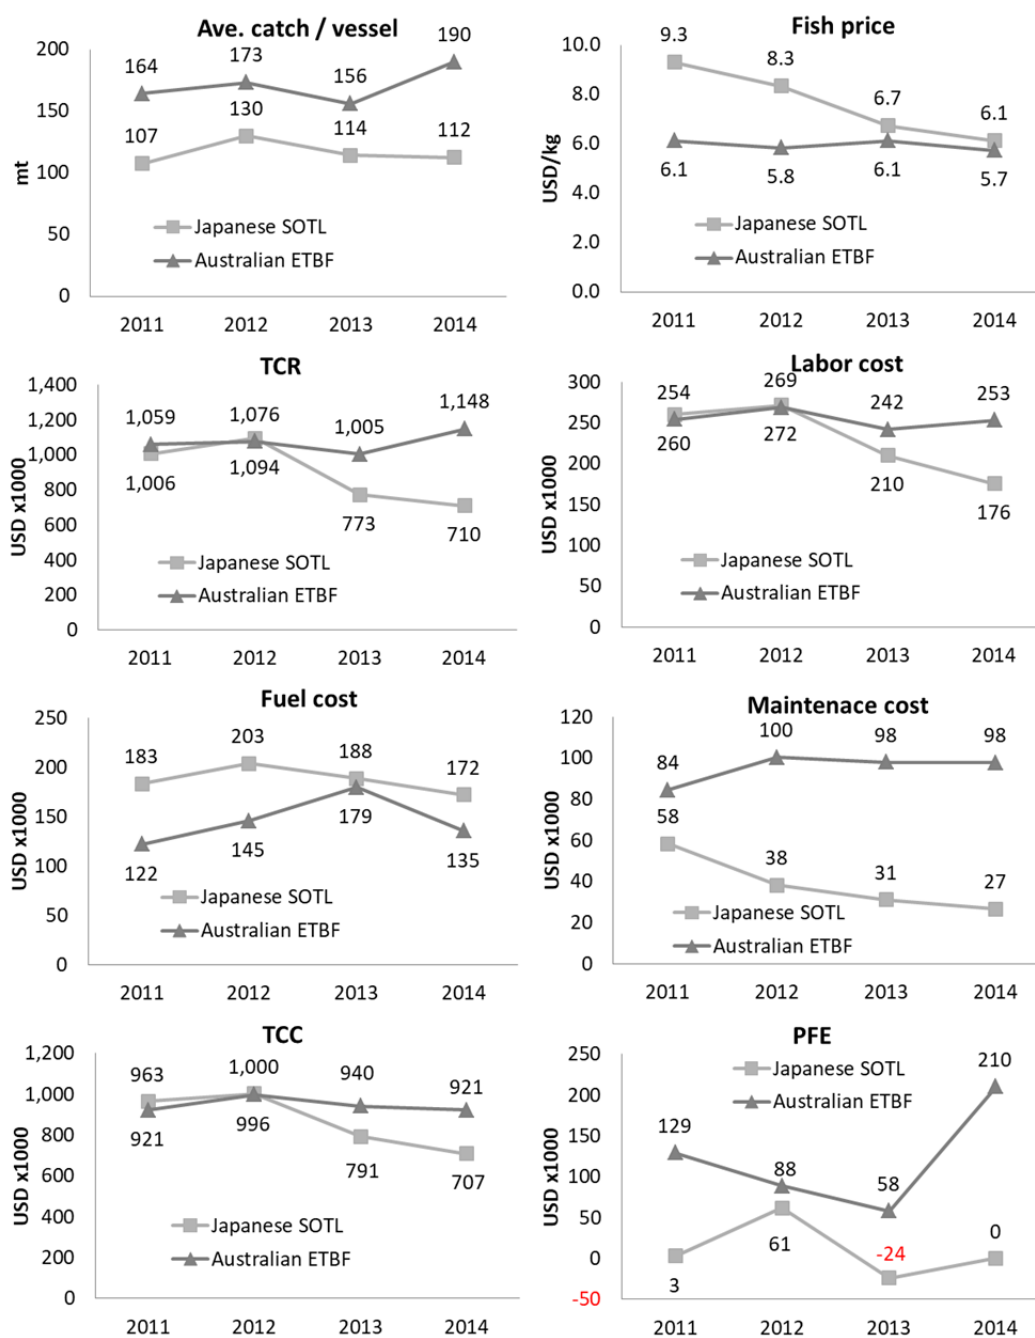 Ave. catch / vessel
200
150
100
50
0
mt
164
173
156
190
107
130
114
112
Japanese SOTL
Australian ETBF
2011 2012 2013 2014
Fish price
10.0
8.0
6.0
4.0
2.0
0.0
USD/kg
9.3
8.3
6.7
6.1
6.1
5.8
6.1
5.7
Japanese SOTL
Australian ETBF
2011 2012 2013 2014
TCR
1,400
1,200
1,000
800
600
400
200
0
USD x1000
1,059
1,076
1,005
1,148
1,006
1,094
773
710
Japanese SOTL
Australian ETBF
2011 2012 2013 2014
Labor cost
300
250
200
150
100
50
0
USD x1000
254
269
242
253
260
272
210
176
Japanese SOTL
Australian ETBF
2011 2012 2013 2014
Fuel cost
250
200
150
100
50
0
USD x1000
183
203
188
172
122
145
179
135
Japanese SOTL
Australian ETBF
2011 2012 2013 2014
Maintenace cost
120
100
80
60
40
20
0
USD x1000
84
100
98
98
58
38
31
27
Japanese SOTL
Australian ETBF
2011 2012 2013 2014
TCC
1,200
1,000
800
600
400
200
0
USD x1000
963
1,000
940
921
921
996
791
707
Japanese SOTL
Australian ETBF
2011 2012 2013 2014
PFE
250
200
150
100
50
0
-50
USD x1000
Japanese SOTL
Australian ETBF
129
88
58
210
3
61
-24
0
2011 2012 2013 2014